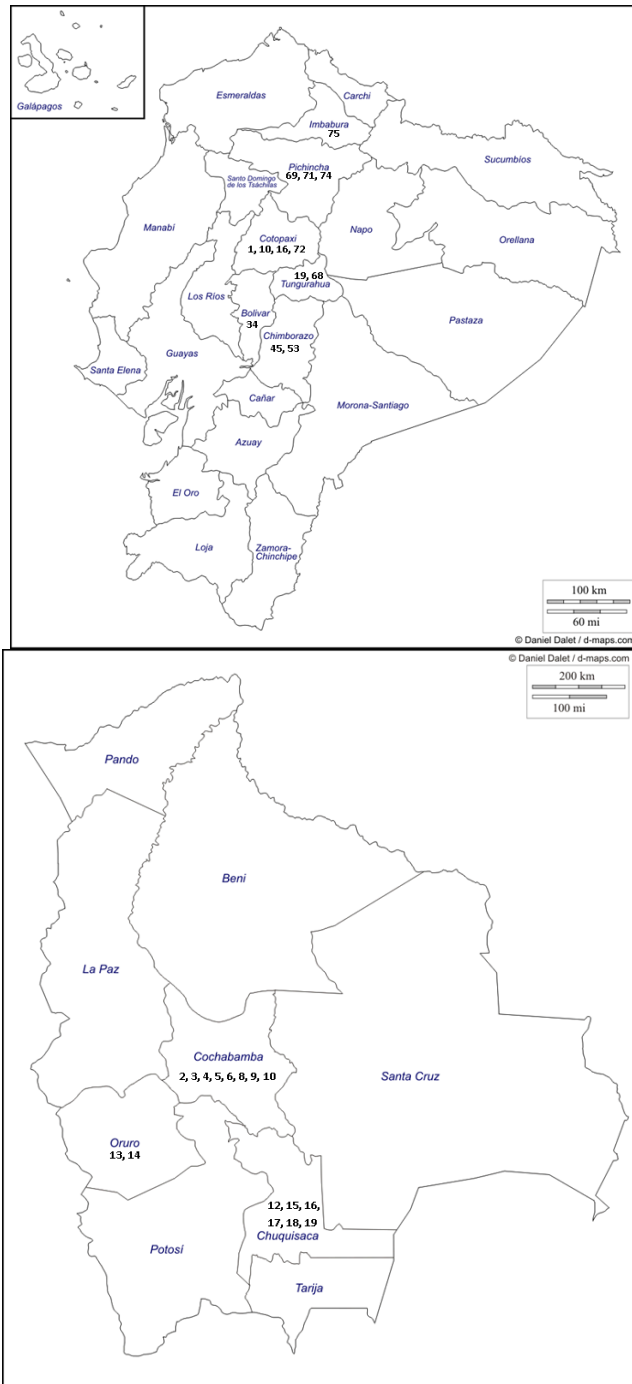 Galápagos
Esmeraldas
Carchi
Imbabura
75
Sucumbíos
Pichincha
69, 71, 74
Santo Domingo
de los Tsáchilas
Manabí
Napo
Orellana
Cotopaxi
1, 10, 16, 72
19, 68
Tungurahua
Los Ríos
Bolívar
34
Pastaza
Chimborazo
45, 53
Guayas
Santa Elena
Cañar
Morona-Santiago
Azuay
El Oro
Loja
Zamora-
Chinchipe
100 km
60 mi
© Daniel Dalet / d-maps.com
© Daniel Dalet / d-maps.com
200 km
100 mi
Pando
Beni
La Paz
Cochabamba
2, 3, 4, 5, 6, 8, 9, 10
Santa Cruz
Oruro
13, 14
12, 15, 16,
17, 18, 19
Chuquisaca
Potosí
Tarija